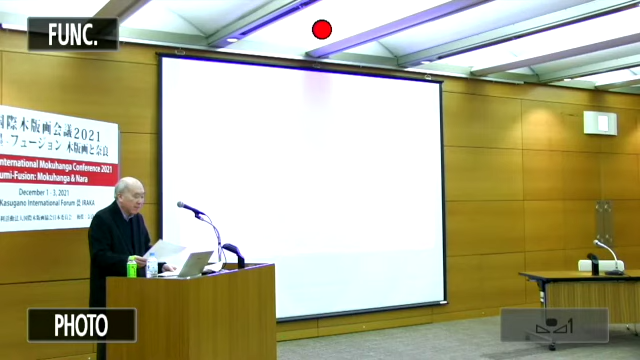 FUNC.
国際木版画会議2021
フュージョン 木版画と奈良
International Mokuhanga Conference 2021
umi-Fusion: Mokuhanga & Nara
December 1 - 3, 2021
Kasugano International Forum 甍 IRAKA
PHOTO